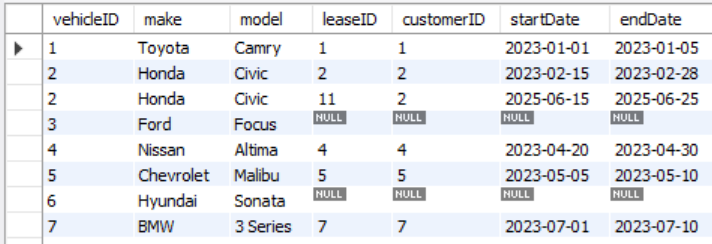 vehicleID make model leaseID customerID startDate endDate
1 Toyota Camry 1 1 2023-01-01 2023-01-05
2 Honda Civic 2 2 2023-02-15 2023-02-28
2 Honda Civic 11 2 2025-06-15 2025-06-25
3 Ford Focus NULL NULL NULL NULL
4 Nissan Altima 4 4 2023-04-20 2023-04-30
5 Chevrolet Malibu 5 5 2023-05-05 2023-05-10
6 Hyundai Sonata NULL NULL NULL NULL
7 BMW 3 Series 7 7 2023-07-01 2023-07-10